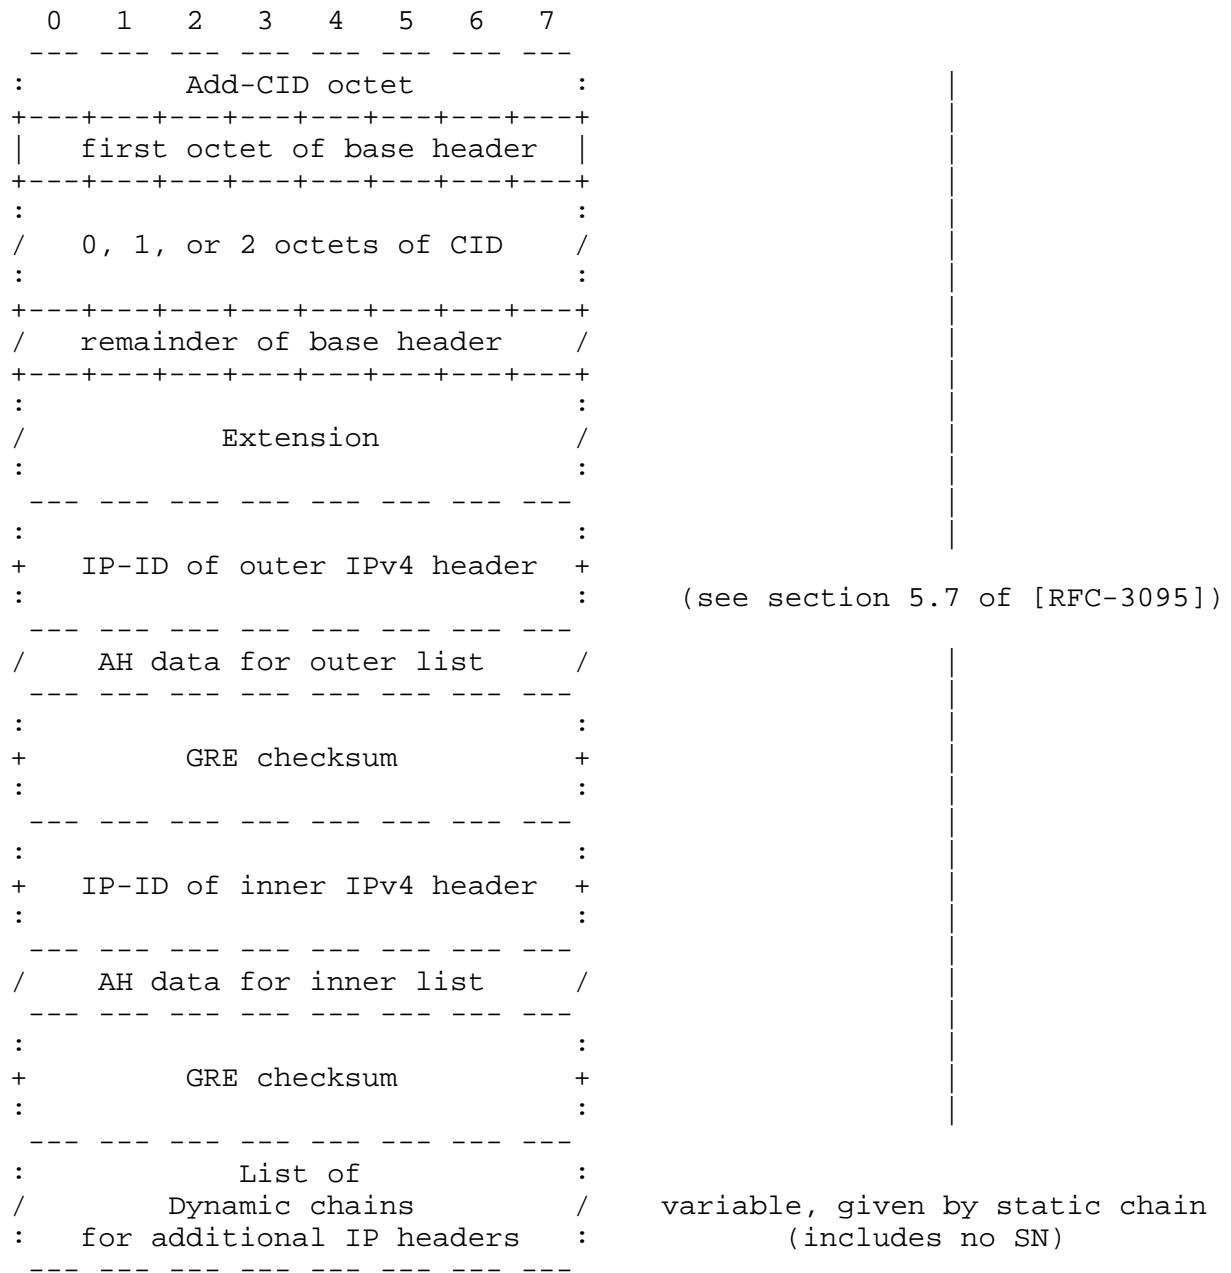 0   1   2   3   4   5   6   7
 --- --- --- --- --- --- --- ---
:         Add-CID octet         :                    |
+---+---+---+---+---+---+---+---+                    |
|   first octet of base header  |                    |
+---+---+---+---+---+---+---+---+                    |
:                               :                    |
/   0, 1, or 2 octets of CID    /                    |
:                               :                    |
+---+---+---+---+---+---+---+---+                    |
/   remainder of base header    /                    |
+---+---+---+---+---+---+---+---+                    |
:                               :                    |
/           Extension           /                    |
:                               :                    |
 --- --- --- --- --- --- --- ---                     |
:                               :                    |
+   IP-ID of outer IPv4 header  +
:                               :     (see section 5.7 of [RFC-3095])
 --- --- --- --- --- --- --- ---
/    AH data for outer list     /                    |
 --- --- --- --- --- --- --- ---                     |
:                               :                    |
+         GRE checksum          +                    |
:                               :                    |
 --- --- --- --- --- --- --- ---                     |
:                               :                    |
+   IP-ID of inner IPv4 header  +                    |
:                               :                    |
 --- --- --- --- --- --- --- ---                     |
/    AH data for inner list     /                    |
 --- --- --- --- --- --- --- ---                     |
:                               :                    |
+         GRE checksum          +                    |
:                               :                    |
 --- --- --- --- --- --- --- ---
:            List of            :
/        Dynamic chains         /    variable, given by static chain
:   for additional IP headers   :           (includes no SN)
 --- --- --- --- --- --- --- ---